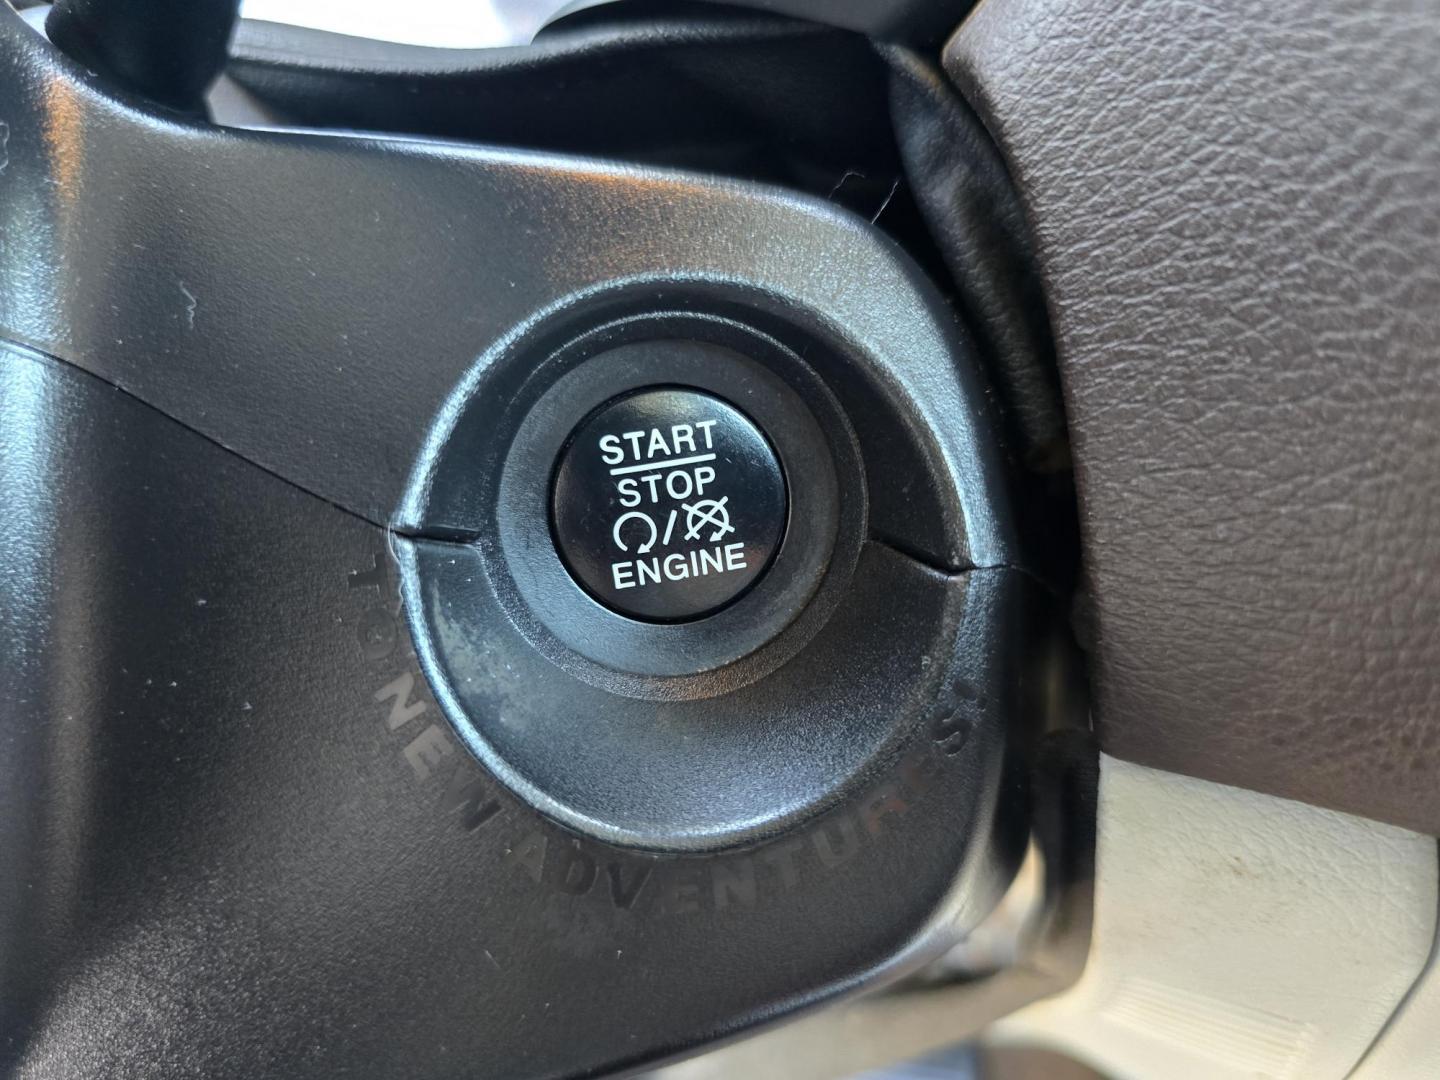 START
STOP
/
ENGINE
TO NEW ADVENTURES!